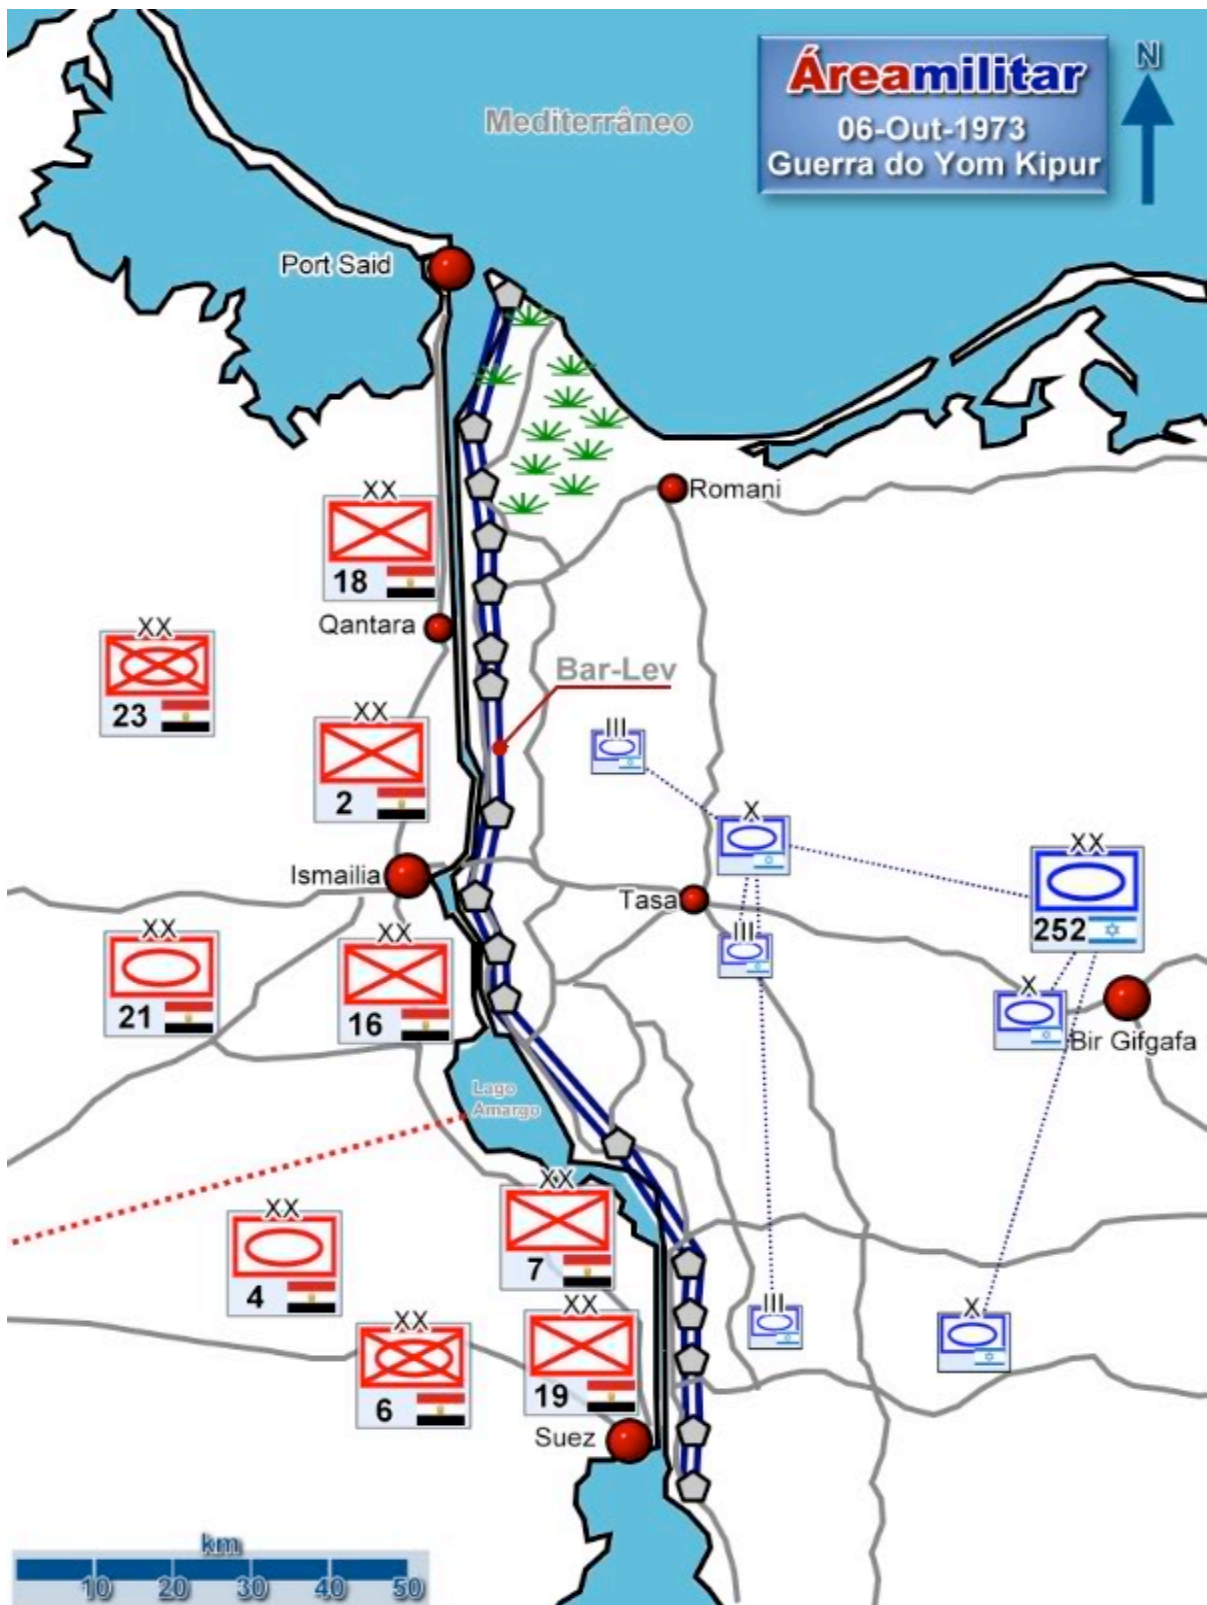 Áreamilitar
06-Out-1973
Guerra do Yom Kipur
N
Mediterrâneo
Port Said
Romani
XX
18
Qantara
XX
23
Bar-Lev
XX
2
III
X
XX
252
Ismailia
Tasa
XX
21
XX
16
III
X
Bir Gifgafa
Lago
Amargo
XX
7
XX
4
XX
6
XX
19
III
X
Suez
km
10 20 30 40 50